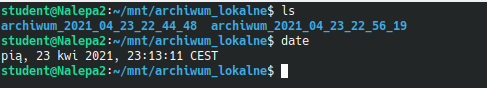 student@Nalepa2:~/mnt/archiwum_lokalne$ ls
archiwum_2021_04_23_22_44_48  archiwum_2021_04_23_22_56_19
student@Nalepa2:~/mnt/archiwum_lokalne$ date
pią, 23 kwi 2021, 23:13:11 CEST
student@Nalepa2:~/mnt/archiwum_lokalne$